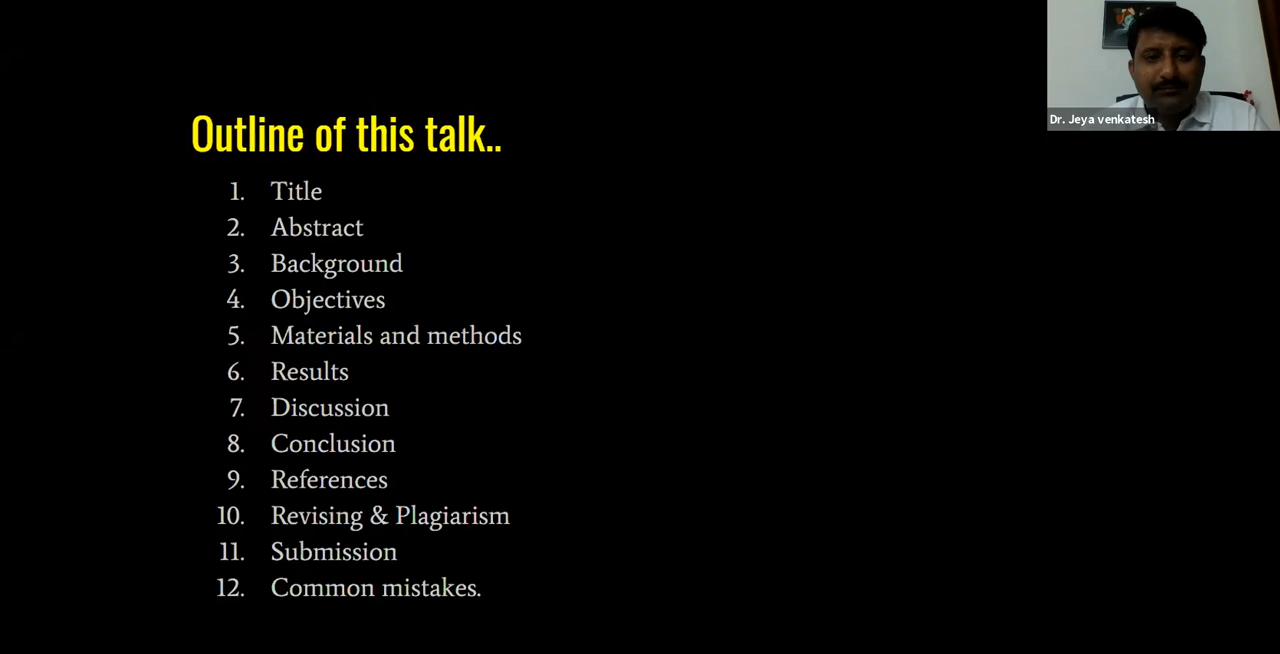 Outline of this talk..
1. Title
2. Abstract
3. Background
4. Objectives
5. Materials and methods
6. Results
7. Discussion
8. Conclusion
9. References
10. Revising & Plagiarism
11. Submission
12. Common mistakes.
Dr. Jeya venkatesh